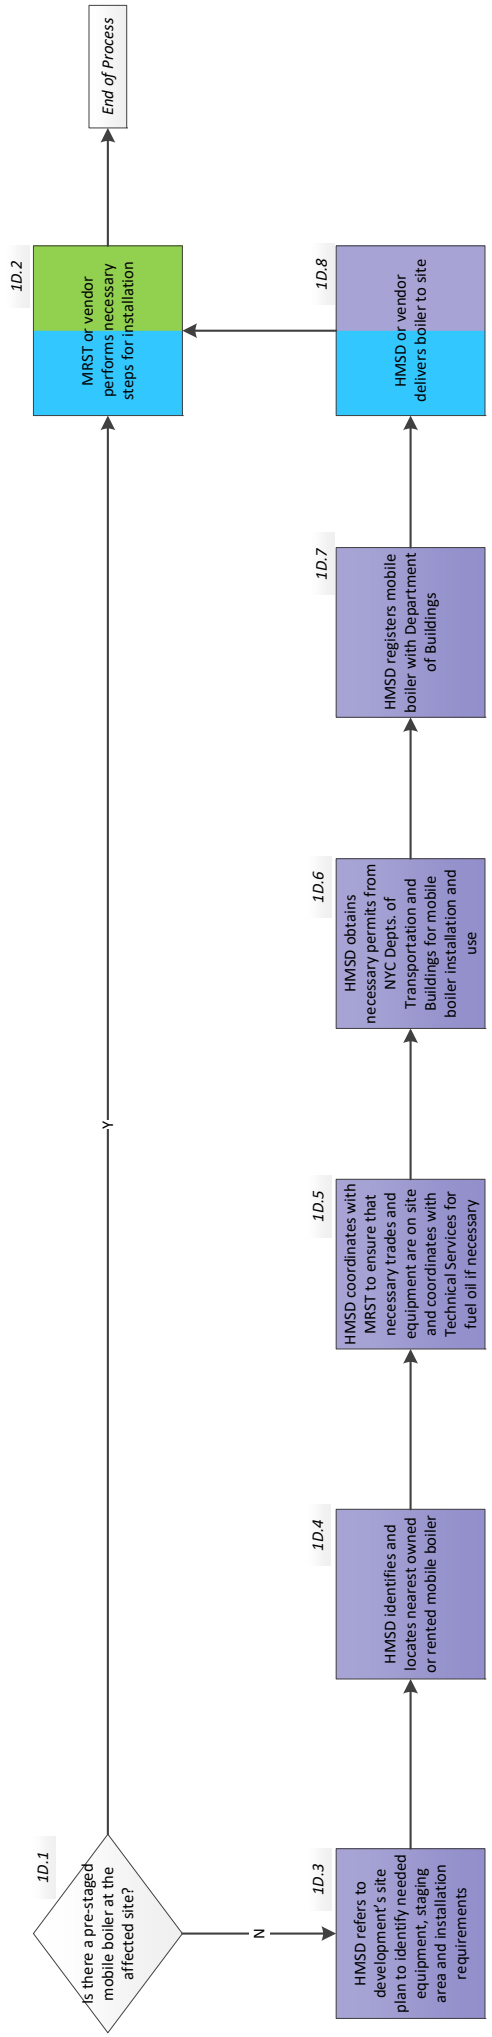 1D.1
Is there a pre-staged
mobile boiler at the
affected site?
Y
1D.2
MRST or vendor
performs necessary
steps for installation
End of Process
N
1D.3
HMSD refers to
development's site
plan to identify needed
equipment, staging
area and installation
requirements
1D.4
HMSD identifies and
locates nearest owned
or rented mobile boiler
1D.5
HMSD coordinates with
MRST to ensure that
necessary trades and
equipment are on site
and coordinates with
Technical Services for
fuel oil if necessary
1D.6
HMSD obtains
necessary permits from
NYC Depts. of
Transportation and
Buildings for mobile
boiler installation and
use
1D.7
HMSD registers mobile
boiler with Department
of Buildings
1D.8
HMSD or vendor
delivers boiler to site